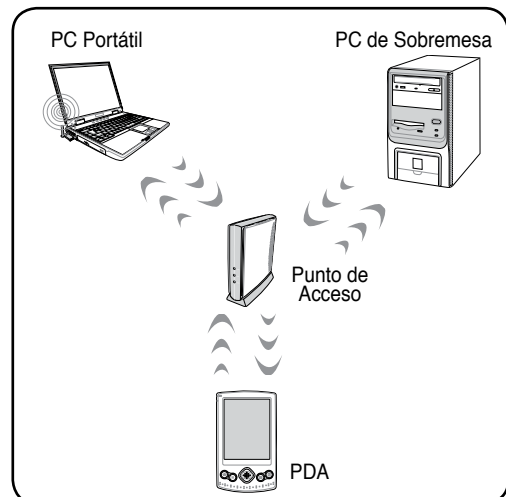 PC Portátil
PC de Sobremesa
Punto de
Acceso
PDA